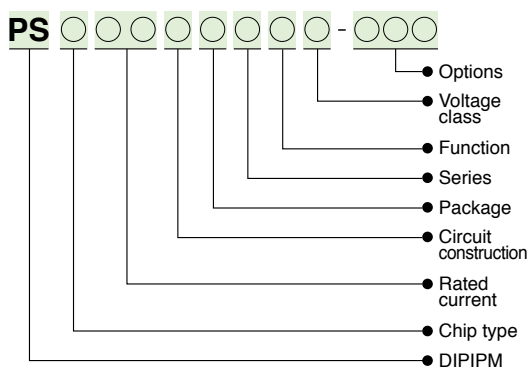 PS ○ ○○ ○ ○ ○ ○ ○ - ○○○
Options
Voltage
class
Function
Series
Package
Circuit
construction
Rated
current
Chip type
DIPIPM